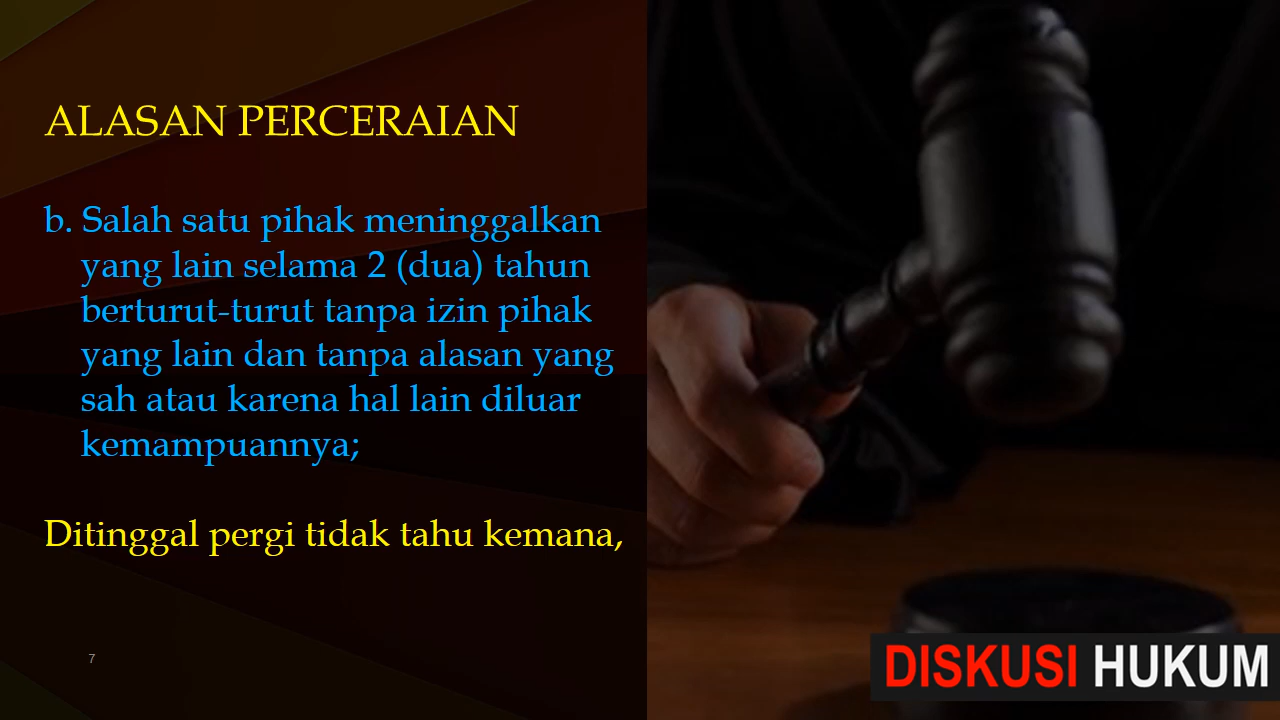 ALASAN PERCERAIAN
b. Salah satu pihak meninggalkan
yang lain selama 2 (dua) tahun
berturut-turut tanpa izin pihak
yang lain dan tanpa alasan yang
sah atau karena hal lain diluar
kemampuannya;
Ditinggal pergi tidak tahu kemana,
7
DISKUSI HUKUM